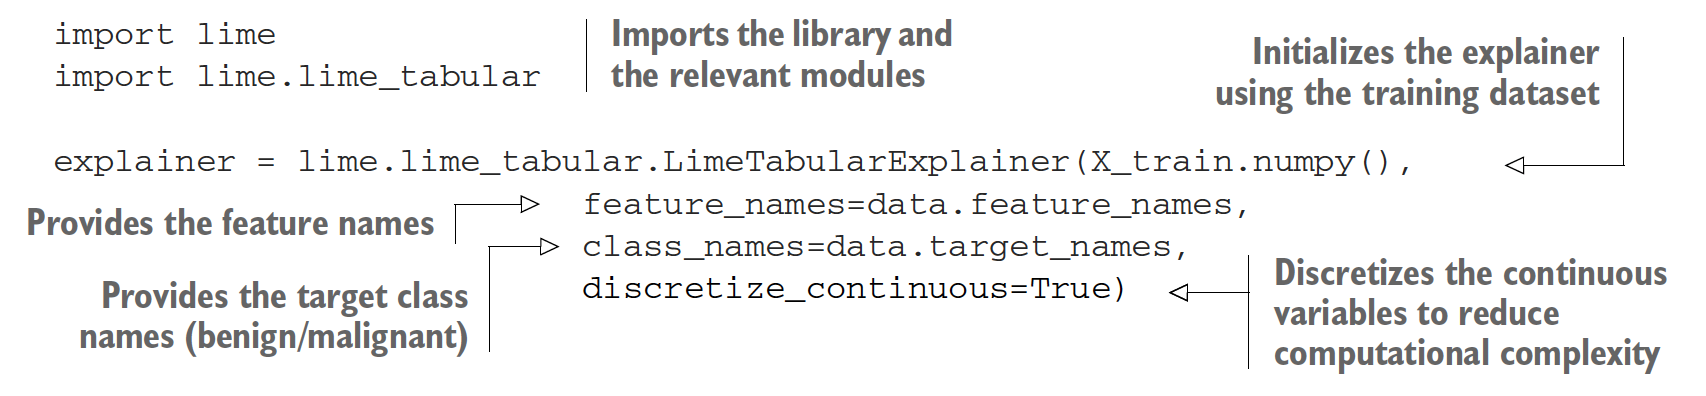 import lime
import lime.lime_tabular
Imports the library and
the relevant modules
Initializes the explainer
using the training dataset
explainer = lime.lime_tabular.LimeTabularExplainer(X_train.numpy(),
Provides the feature names
feature_names=data.feature_names,
class_names=data.target_names,
Provides the target class
names (benign/malignant)
discretize_continuous=True)
Discretizes the continuous
variables to reduce
computational complexity